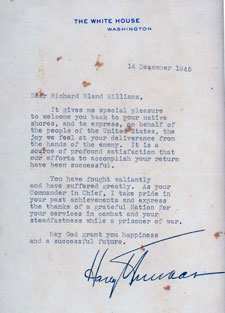 THE WHITE HOUSE
WASHINGTON
14 December 1945
Dear Richard Bland Williams,
It gives me special pleasure
to welcome you back to your native
shores, and to express, on behalf of
the people of the United States, the
joy we feel at your deliverance from
the hands of the enemy. It is a
source of profound satisfaction that
our efforts to accomplish your return
have been successful.
You have fought valiantly
and have suffered greatly. As your
Commander in Chief, I take pride in
your past achievements and express
the thanks of a grateful Nation for
your services in combat and your
steadfastness while a prisoner of war.
May God grant you happiness
and a successful future.
Harry Truman